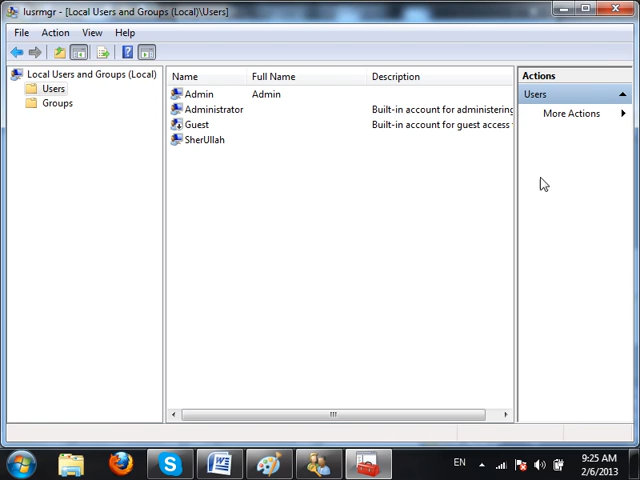 lusrmgr - [Local Users and Groups (Local)\Users]
File Action View Help
Local Users and Groups (Local)
Users
Groups
Name Full Name Description
Admin Admin
Administrator Built-in account for administering
Guest Built-in account for guest access
SherUllah
Actions
Users
More Actions
EN
9:25 AM
2/6/2013